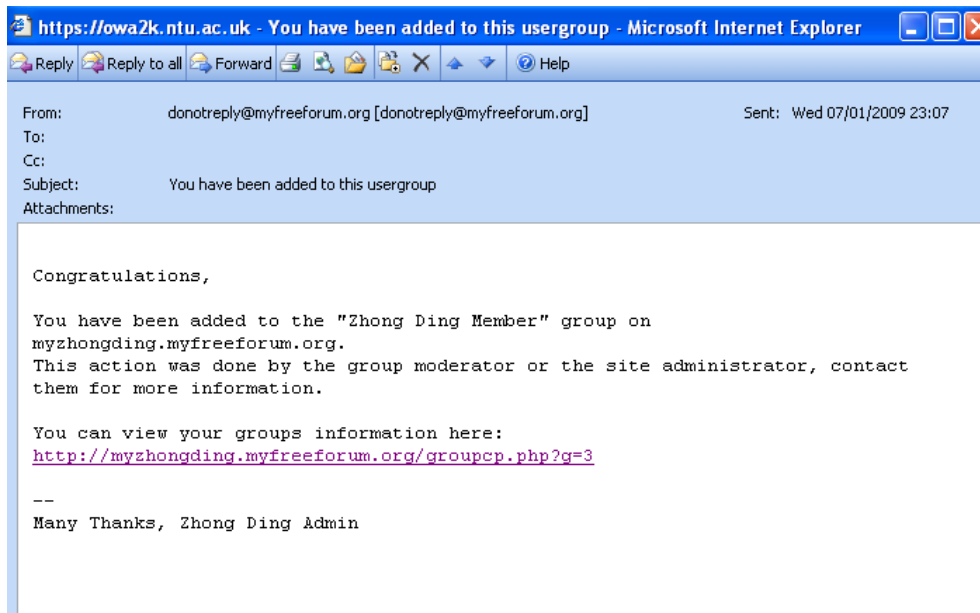 https://owa2k.ntu.ac.uk - You have been added to this usergroup - Microsoft Internet Explorer
Reply Reply to all Forward Help
From: donotreply@myfreeforum.org [donotreply@myfreeforum.org] Sent: Wed 07/01/2009 23:07
To:
Cc:
Subject: You have been added to this usergroup
Attachments:
Congratulations,
You have been added to the "Zhong Ding Member" group on
myzhongding.myfreeforum.org.
This action was done by the group moderator or the site administrator, contact
them for more information.
You can view your groups information here:
http://myzhongding.myfreeforum.org/groupcp.php?g=3
--
Many Thanks, Zhong Ding Admin